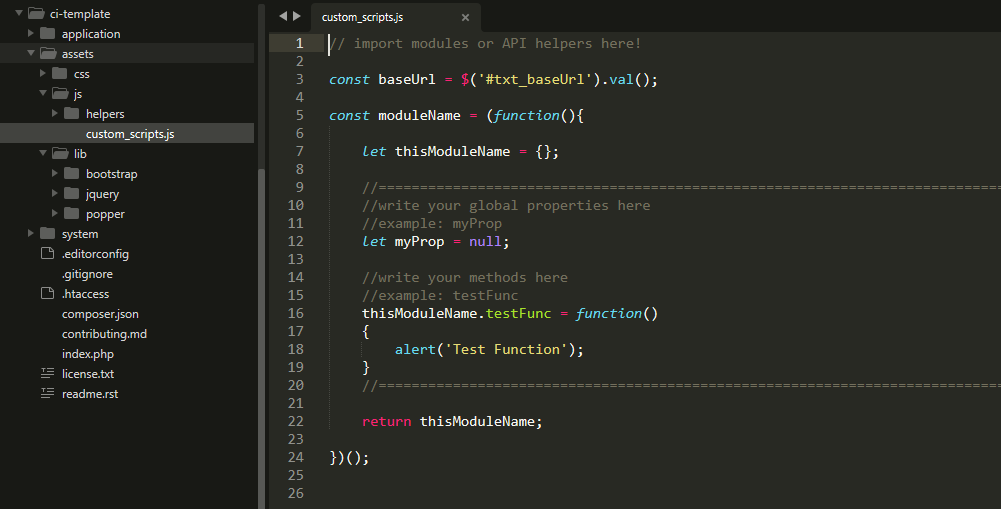 ci-template
application
assets
css
js
helpers
custom_scripts.js
lib
bootstrap
jquery
popper
system
.editorconfig
.gitignore
.htaccess
composer.json
contributing.md
index.php
license.txt
readme.rst
custom_scripts.js ×
1 // import modules or API helpers here!
2
3 const baseUrl = $('#txt_baseUrl').val();
4
5 const moduleName = (function(){
6
7 let thisModuleName = {};
8
9 //===========================================================================
10 //write your global properties here
11 //example: myProp
12 let myProp = null;
13
14 //write your methods here
15 //example: testFunc
16 thisModuleName.testFunc = function()
17 {
18 alert('Test Function');
19 }
20 //===========================================================================
21
22 return thisModuleName;
23
24 })();
25
26